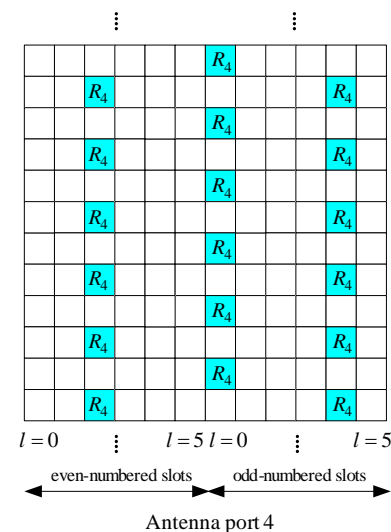 R₄
R₄ R₄
R₄
R₄ R₄
R₄
R₄ R₄
R₄
R₄ R₄
R₄
R₄ R₄
R₄
R₄ R₄
l = 0 l = 5 l = 0 l = 5
even-numbered slots odd-numbered slots
Antenna port 4